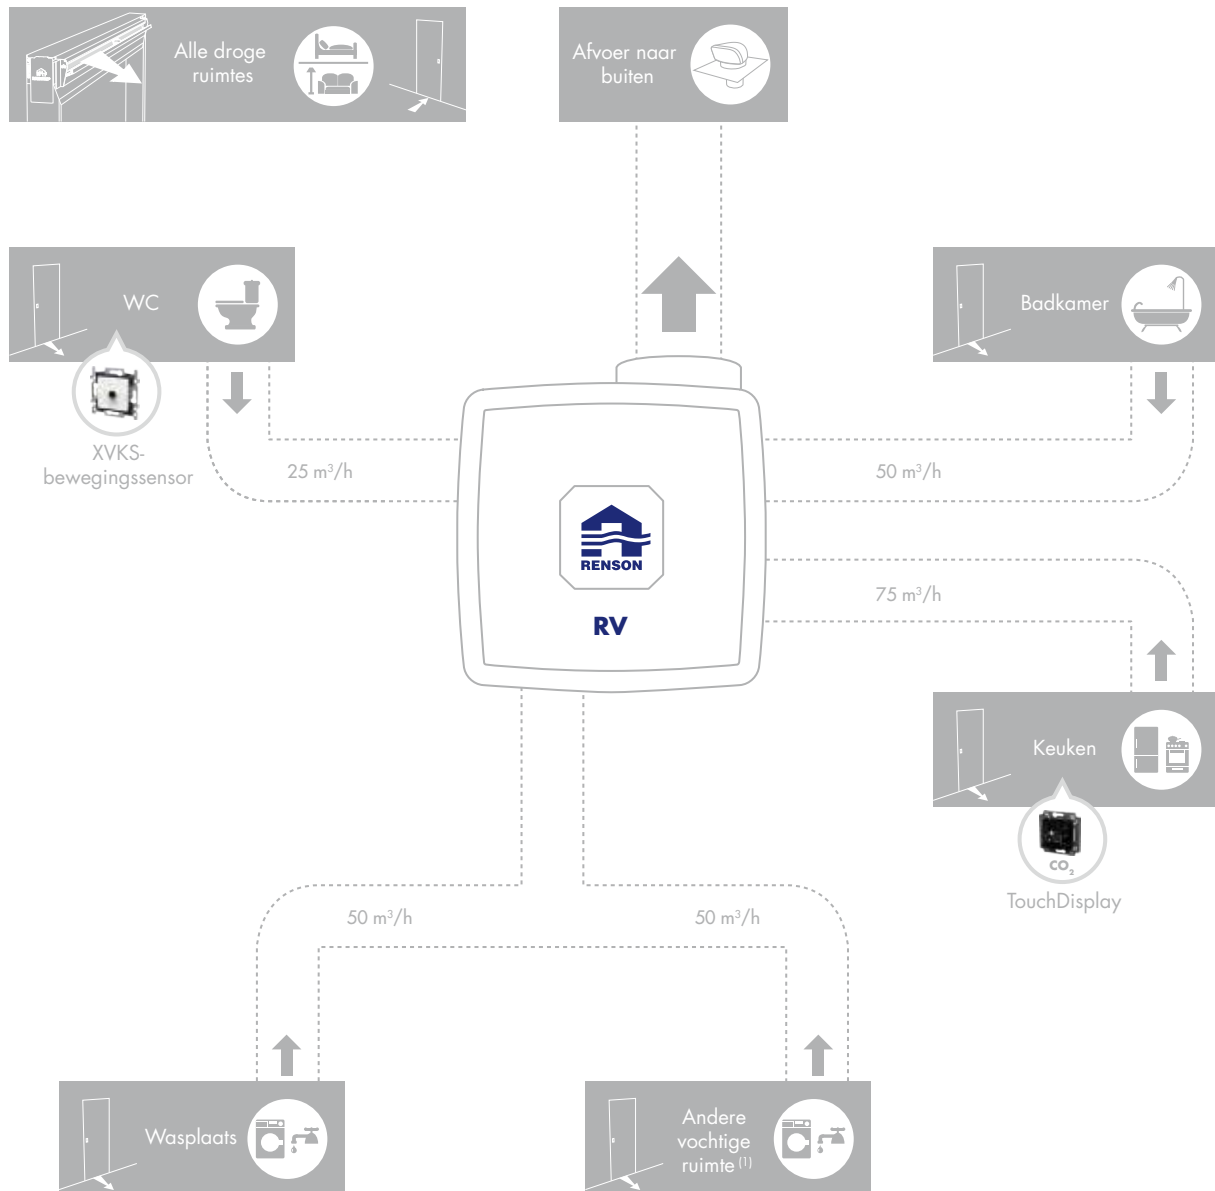 Alle droge
ruimtes
Afvoer naar
buiten
WC
Badkamer
XVKS-
bewegingssensor
25 m³/h
50 m³/h
RENSON
RV
75 m³/h
Keuken
CO₂
TouchDisplay
50 m³/h
50 m³/h
Wasplaats
Andere
vochtige
ruimte (1)